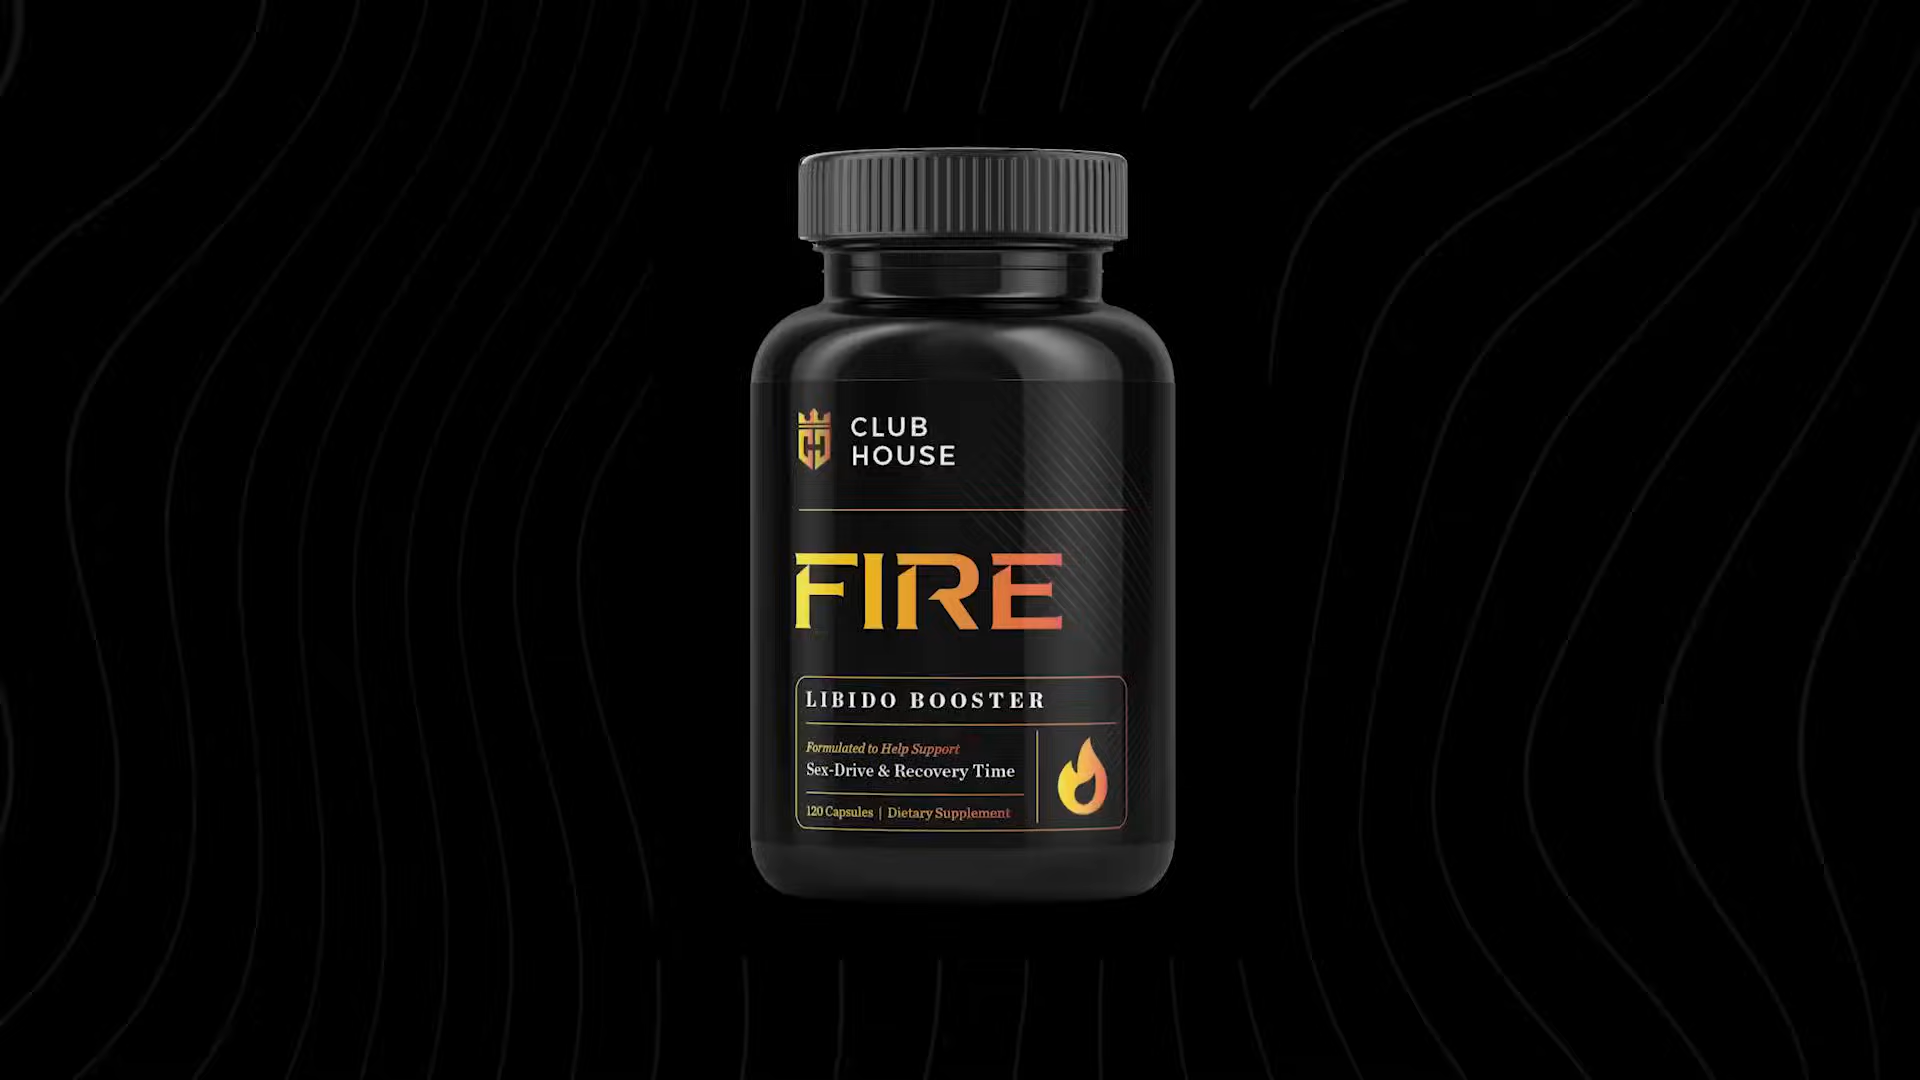 CLUB
HOUSE
FIRE
LIBIDO BOOSTER
Formulated to Help Support
Sex-Drive & Recovery Time
120 Capsules | Dietary Supplement